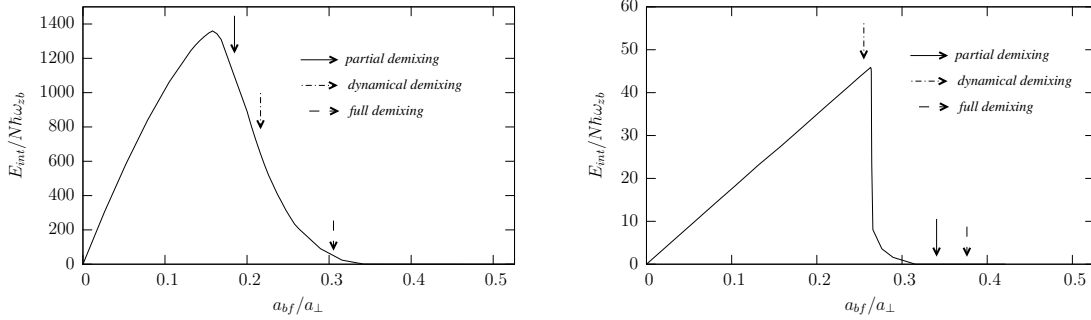 1400
1200
1000
800
600
400
200
0
E_{int}/Nℏω_{zb}
0
0.1
0.2
0.3
0.4
0.5
a_{bf}/a_⊥
partial demixing
dynamical demixing
full demixing
60
50
40
30
20
10
0
E_{int}/Nℏω_{zb}
0
0.1
0.2
0.3
0.4
0.5
a_{bf}/a_⊥
partial demixing
dynamical demixing
full demixing